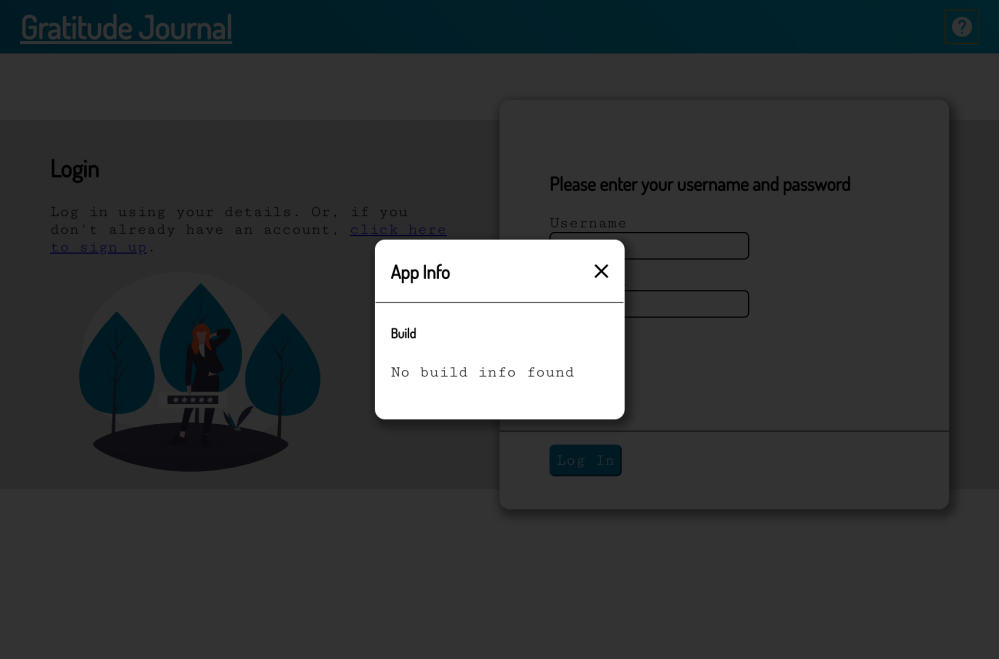 Gratitude Journal
Login
Log in using your details. Or, if you
don't already have an account, click here
to sign up.
*****
Please enter your username and password
Username
App Info
Build
No build info found
Log In